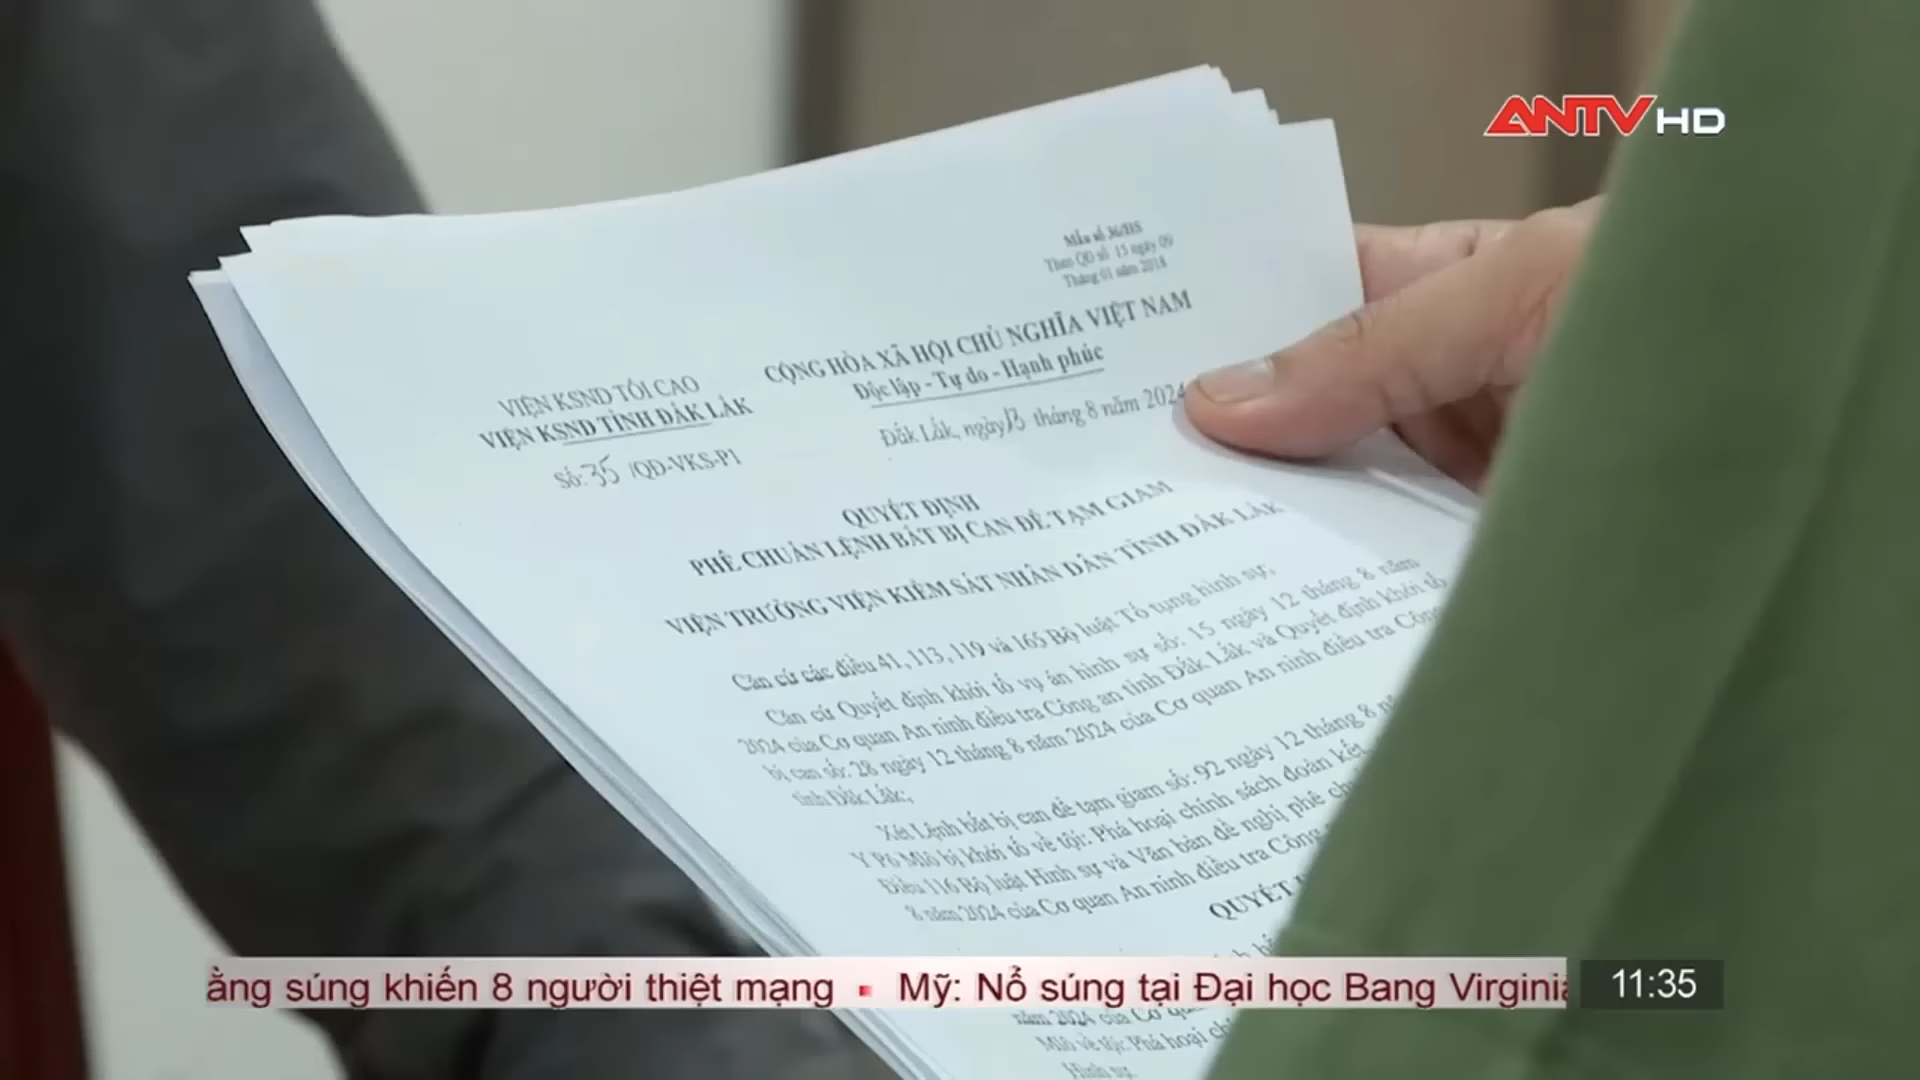 ANTV HD
Mẫu số 36/HS
Theo QĐ số 15 ngày 09
Tháng 01 năm 2018
VIỆN KSND TỐI CAO
VIỆN KSND TỈNH ĐẮK LẮK
Số: 35 /QĐ-VKS-P1
CỘNG HÒA XÃ HỘI CHỦ NGHĨA VIỆT NAM
Độc lập - Tự do - Hạnh phúc
Đắk Lắk, ngày 13 tháng 8 năm 2024
QUYẾT ĐỊNH
PHÊ CHUẨN LỆNH BẮT BỊ CAN ĐỂ TẠM GIAM
VIỆN TRƯỞNG VIỆN KIỂM SÁT NHÂN DÂN TỈNH ĐẮK LẮK
Căn cứ các điều 41, 113, 119 và 165 Bộ luật Tố tụng hình sự;
Căn cứ Quyết định khởi tố vụ án hình sự số: 15 ngày 12 tháng 8 năm
2024 của Cơ quan An ninh điều tra Công an tỉnh Đắk Lắk và Quyết định khởi tố
bị can số: 28 ngày 12 tháng 8 năm 2024 của Cơ quan An ninh điều tra Công
tỉnh Đắk Lắk;
Xét Lệnh bắt bị can để tạm giam số: 92 ngày 12 tháng 8
Y Pô Mlô bị khởi tố về tội: Phá hoại chính sách đoàn kết,
Điều 116 Bộ luật Hình sự và Văn bản đề nghị phê
8 năm 2024 của Cơ quan An ninh điều tra Công
QUYẾT
năm 2024 của Cơ
Mlô về tội: Phá hoại
Hình sự.
ằng súng khiến 8 người thiệt mạng ▪ Mỹ: Nổ súng tại Đại học Bang Virginia
11:35